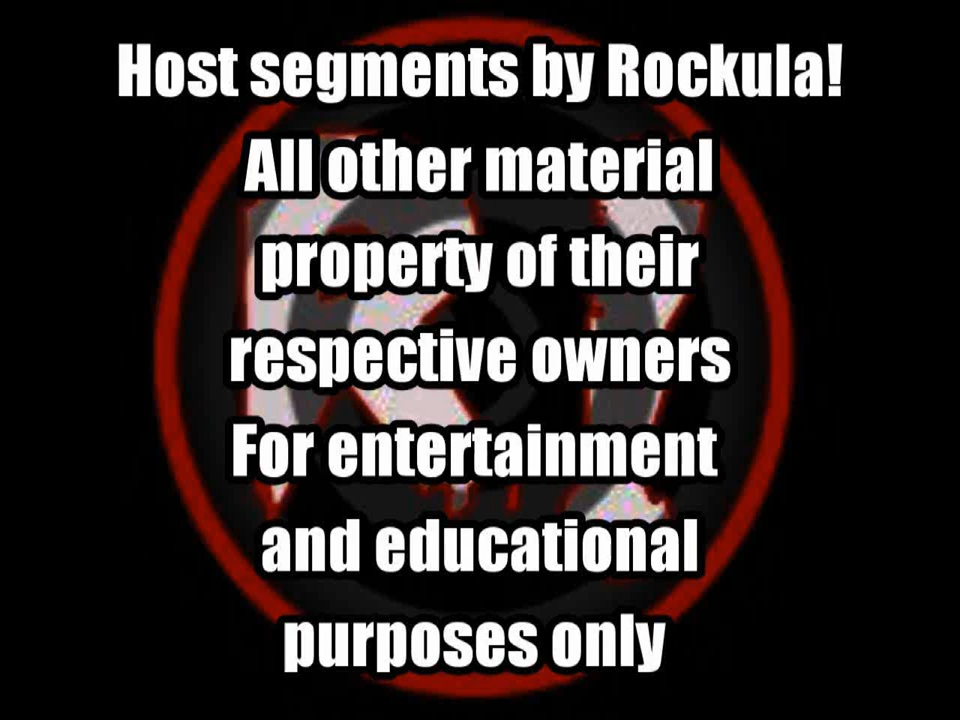 Host segments by Rockula!
All other material
property of their
respective owners
For entertainment
and educational
purposes only